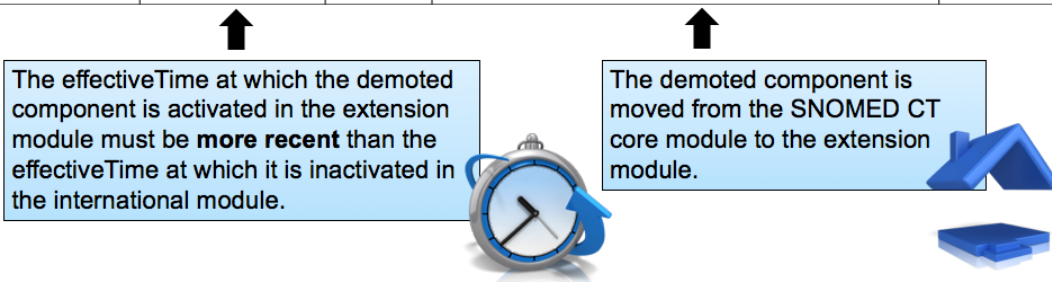 The effectiveTime at which the demoted
component is activated in the extension
module must be more recent than the
effectiveTime at which it is inactivated in
the international module.
The demoted component is
moved from the SNOMED CT
core module to the extension
module.